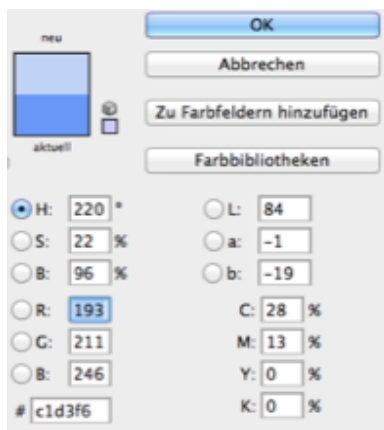 neu
OK
Abbrechen
Zu Farbfeldern hinzufügen
aktuell
Farbbibliotheken
H: 220 ° L: 84
S: 22 % a: -1
B: 96 % b: -19
R: 193 C: 28 %
G: 211 M: 13 %
B: 246 Y: 0 %
# c1d3f6 K: 0 %